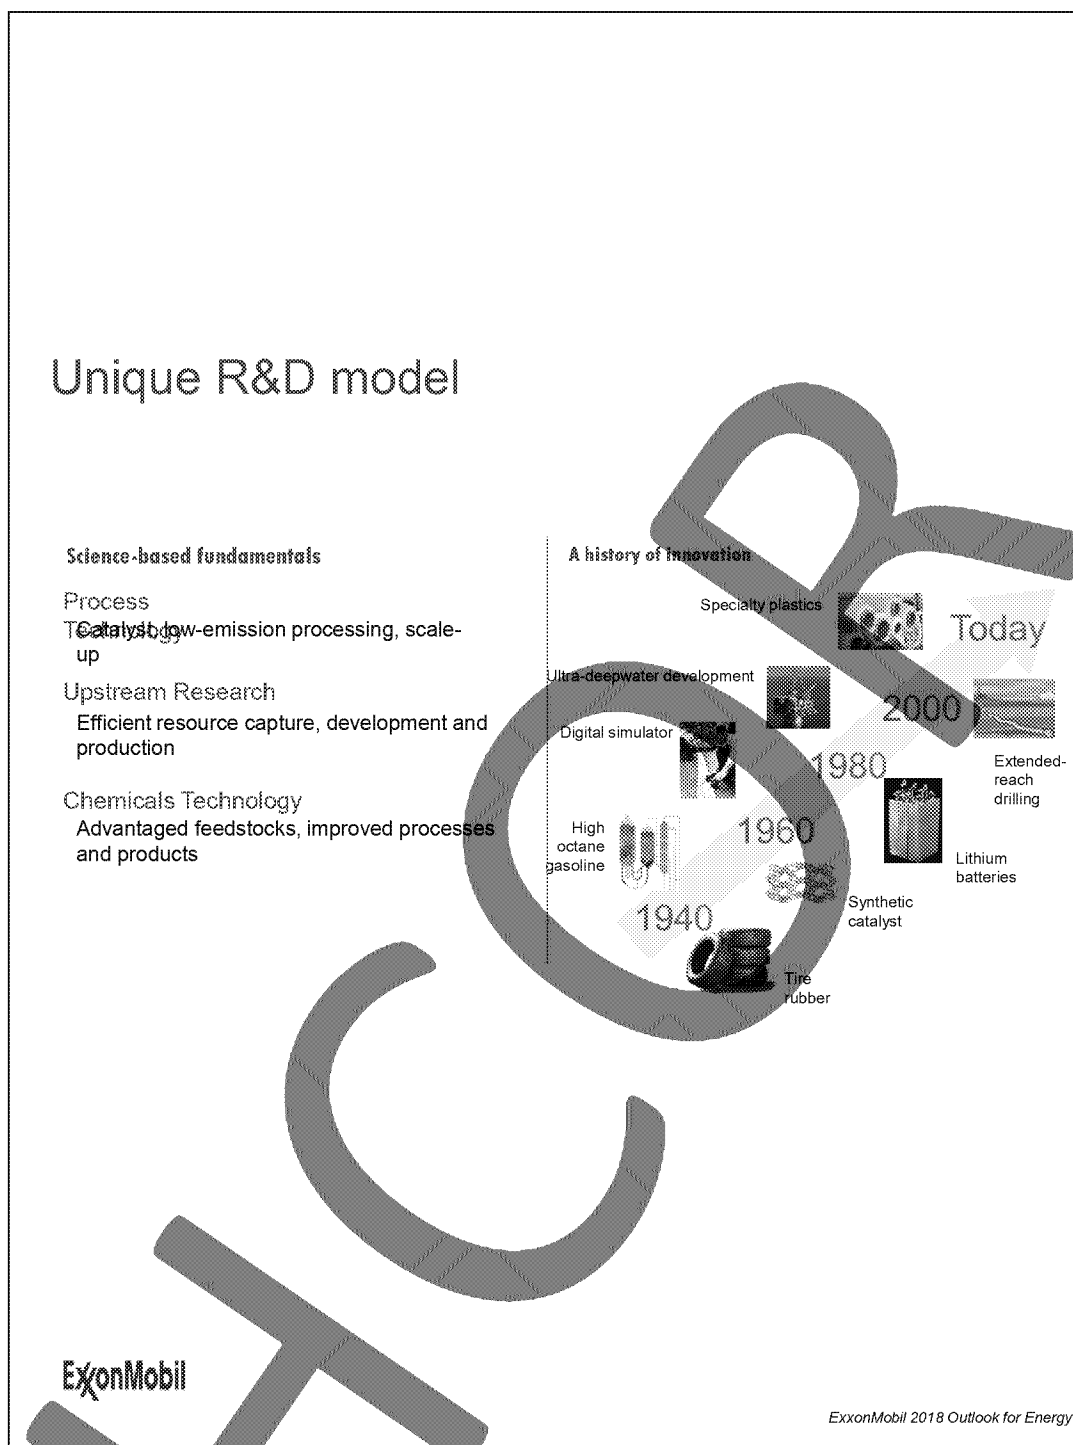 Unique R&D model
Science-based fundamentals
Process
Technology
Catalyst, low-emission processing, scale-
up
Upstream Research
Efficient resource capture, development and
production
Chemicals Technology
Advantaged feedstocks, improved processes
and products
A history of innovation
Specialty plastics
Today
Ultra-deepwater development
2000
Digital simulator
1980
Extended-
reach
drilling
High
octane
gasoline
1960
Lithium
batteries
Synthetic
catalyst
1940
Tire
rubber
HCOR
ExxonMobil
ExxonMobil 2018 Outlook for Energy